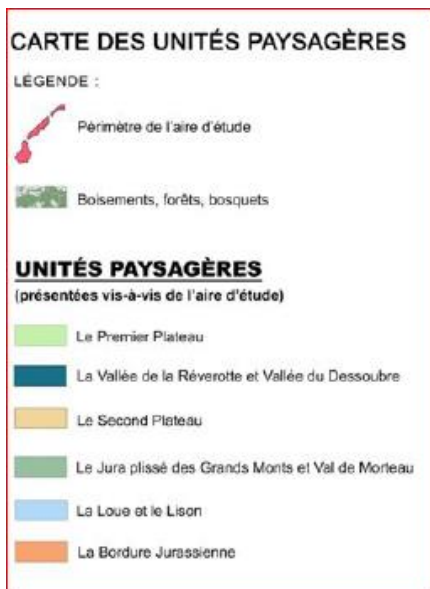 CARTE DES UNITÉS PAYSAGÈRES
LÉGENDE :
Périmètre de l'aire d'étude
Boisements, forêts, bosquets
UNITÉS PAYSAGÈRES
(présentées vis-à-vis de l'aire d'étude)
Le Premier Plateau
La Vallée de la Réverotte et Vallée du Dessoubre
Le Second Plateau
Le Jura plissé des Grands Monts et Val de Morteau
La Loue et le Lison
La Bordure Jurassienne